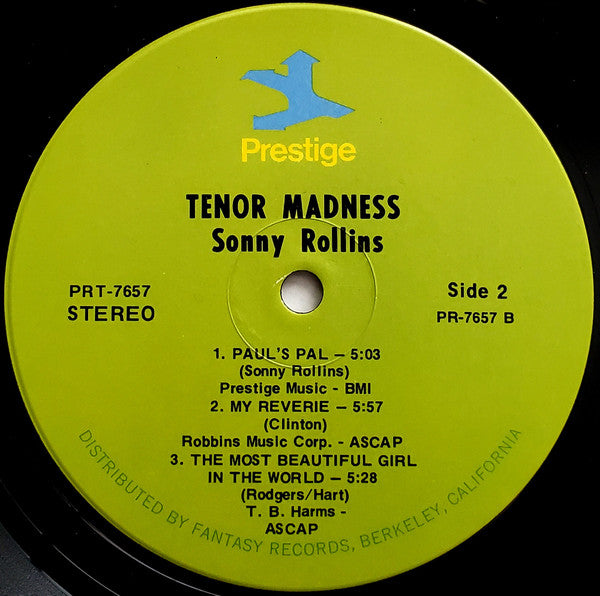 Prestige
TENOR MADNESS
Sonny Rollins
PRT-7657
STEREO
Side 2
PR-7657 B
1. PAUL'S PAL – 5:03
(Sonny Rollins)
Prestige Music - BMI
2. MY REVERIE – 5:57
(Clinton)
Robbins Music Corp. - ASCAP
3. THE MOST BEAUTIFUL GIRL
IN THE WORLD – 5:28
(Rodgers/Hart)
T. B. Harms -
ASCAP
DISTRIBUTED BY FANTASY RECORDS, BERKELEY, CALIFORNIA